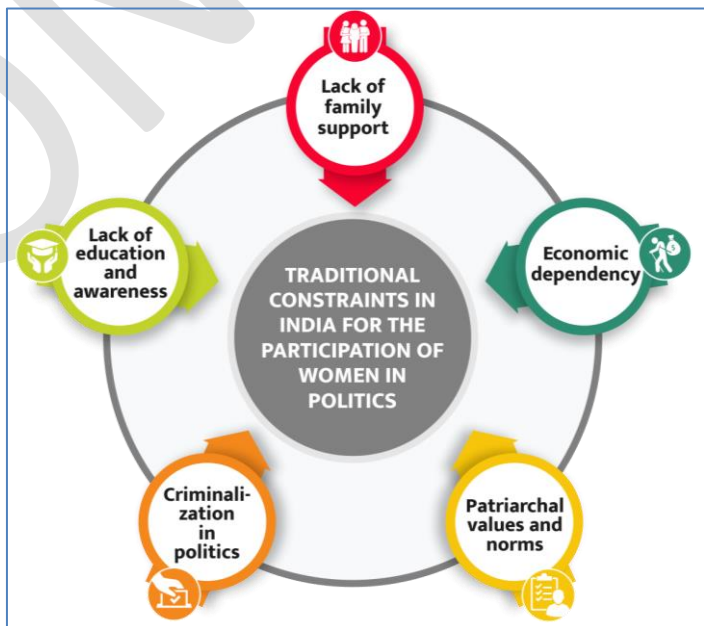 Lack of
family
support
Lack of
education
and
awareness
Economic
dependency
TRADITIONAL
CONSTRAINTS IN
INDIA FOR THE
PARTICIPATION OF
WOMEN IN
POLITICS
Criminali-
zation
in
politics
Patriarchal
values and
norms